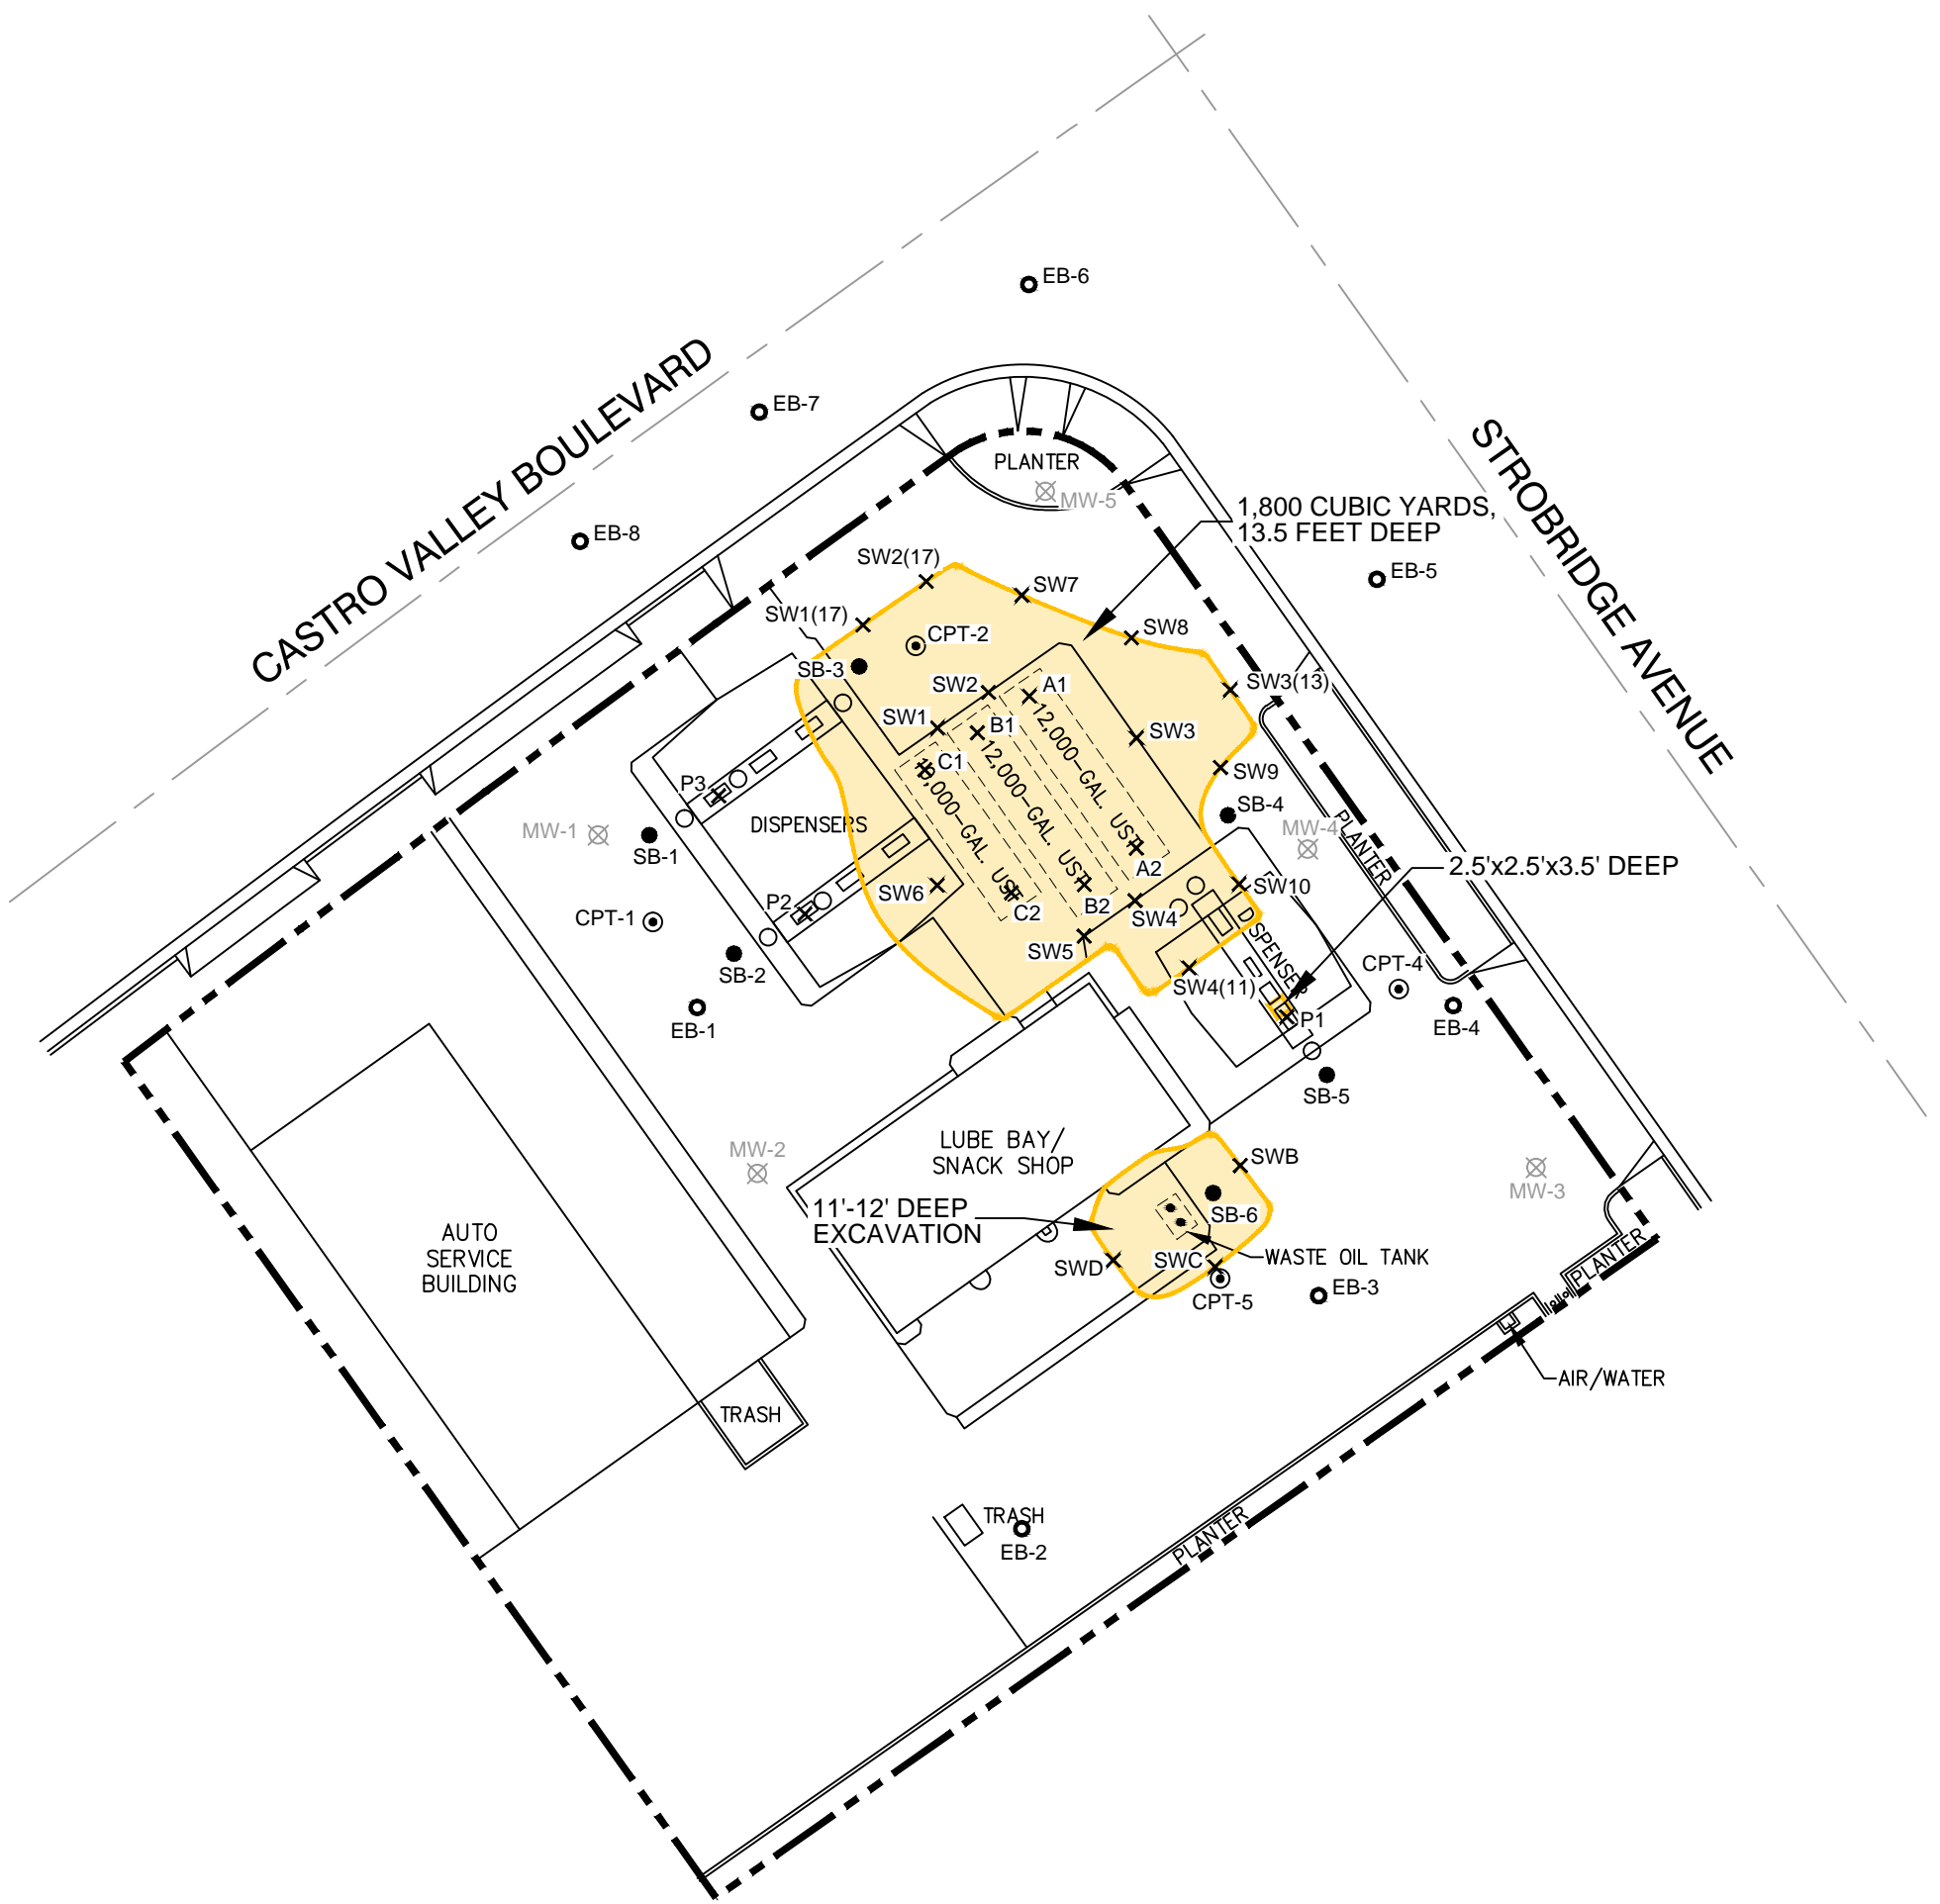 EB-6
CASTRO VALLEY BOULEVARD
EB-7
STROBRIDGE AVENUE
PLANTER
MW-5
1,800 CUBIC YARDS,
13.5 FEET DEEP
EB-8
SW2(17)
EB-5
SW7
SW1(17)
CPT-2
SW8
SB-3
SW2
A1
SW3(13)
SW1
B1
12,000-GAL. UST
SW3
C1
12,000-GAL. UST
SW9
10,000-GAL. UST
P3
DISPENSERS
SB-4
MW-1
SB-1
MW-4
PLANTER
A2
2.5'x2.5'x3.5' DEEP
SW6
SW10
P2
C2
B2
SW4
CPT-1
DISPENSER
SW5
SB-2
CPT-4
SW4(11)
P1
EB-1
EB-4
SB-5
LUBE BAY/
SNACK SHOP
MW-2
SWB
MW-3
11'-12' DEEP
EXCAVATION
SB-6
AUTO
SERVICE
BUILDING
SWD
SWC
WASTE OIL TANK
PLANTER
CPT-5
EB-3
AIR/WATER
TRASH
TRASH
EB-2
PLANTER